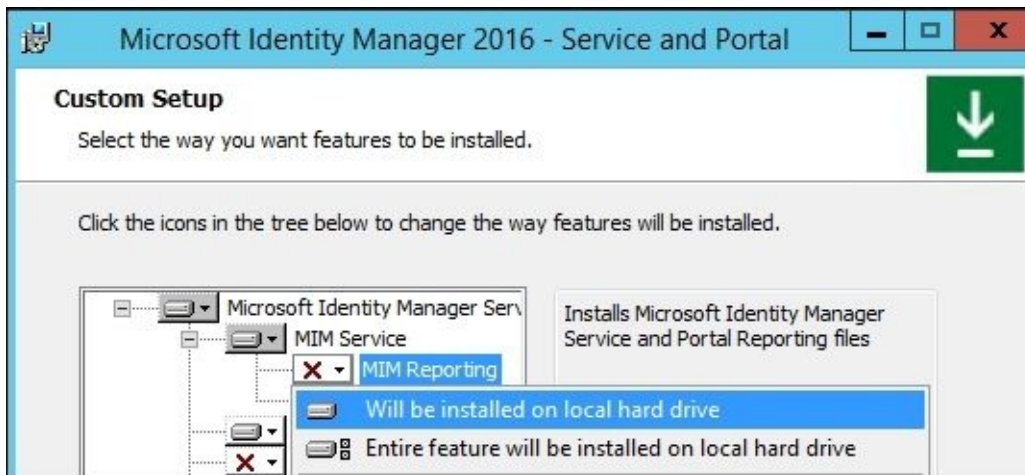 Microsoft Identity Manager 2016 - Service and Portal
Custom Setup
Select the way you want features to be installed.
Click the icons in the tree below to change the way features will be installed.
Microsoft Identity Manager Serv
MIM Service
MIM Reporting
Installs Microsoft Identity Manager
Service and Portal Reporting files
Will be installed on local hard drive
Entire feature will be installed on local hard drive